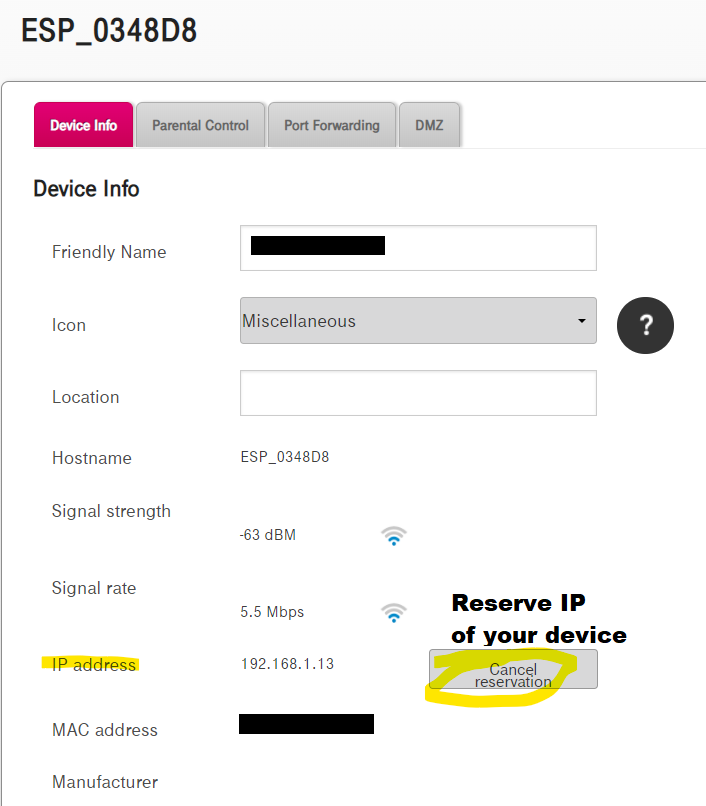 ESP_0348D8
Device Info
Parental Control
Port Forwarding
DMZ
Device Info
Friendly Name
Icon
Miscellaneous
?
Location
Hostname
ESP_0348D8
Signal strength
-63 dBM
Signal rate
5.5 Mbps
Reserve IP
of your device
IP address
192.168.1.13
Cancel
reservation
MAC address
Manufacturer